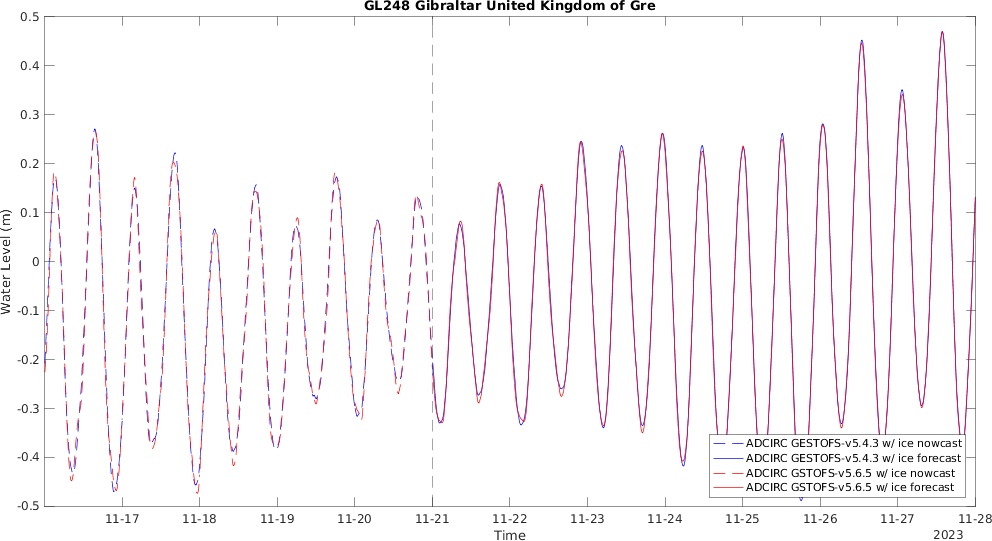 GL248 Gibraltar United Kingdom of Gre
0.5
0.4
0.3
0.2
0.1
0
-0.1
-0.2
-0.3
-0.4
-0.5
Water Level (m)
ADCIRC GESTOFS-v5.4.3 w/ ice nowcast
ADCIRC GESTOFS-v5.4.3 w/ ice forecast
ADCIRC GSTOFS-v5.6.5 w/ ice nowcast
ADCIRC GSTOFS-v5.6.5 w/ ice forecast
11-17 11-18 11-19 11-20 11-21 11-22 11-23 11-24 11-25 11-26 11-27 11-28
Time
2023